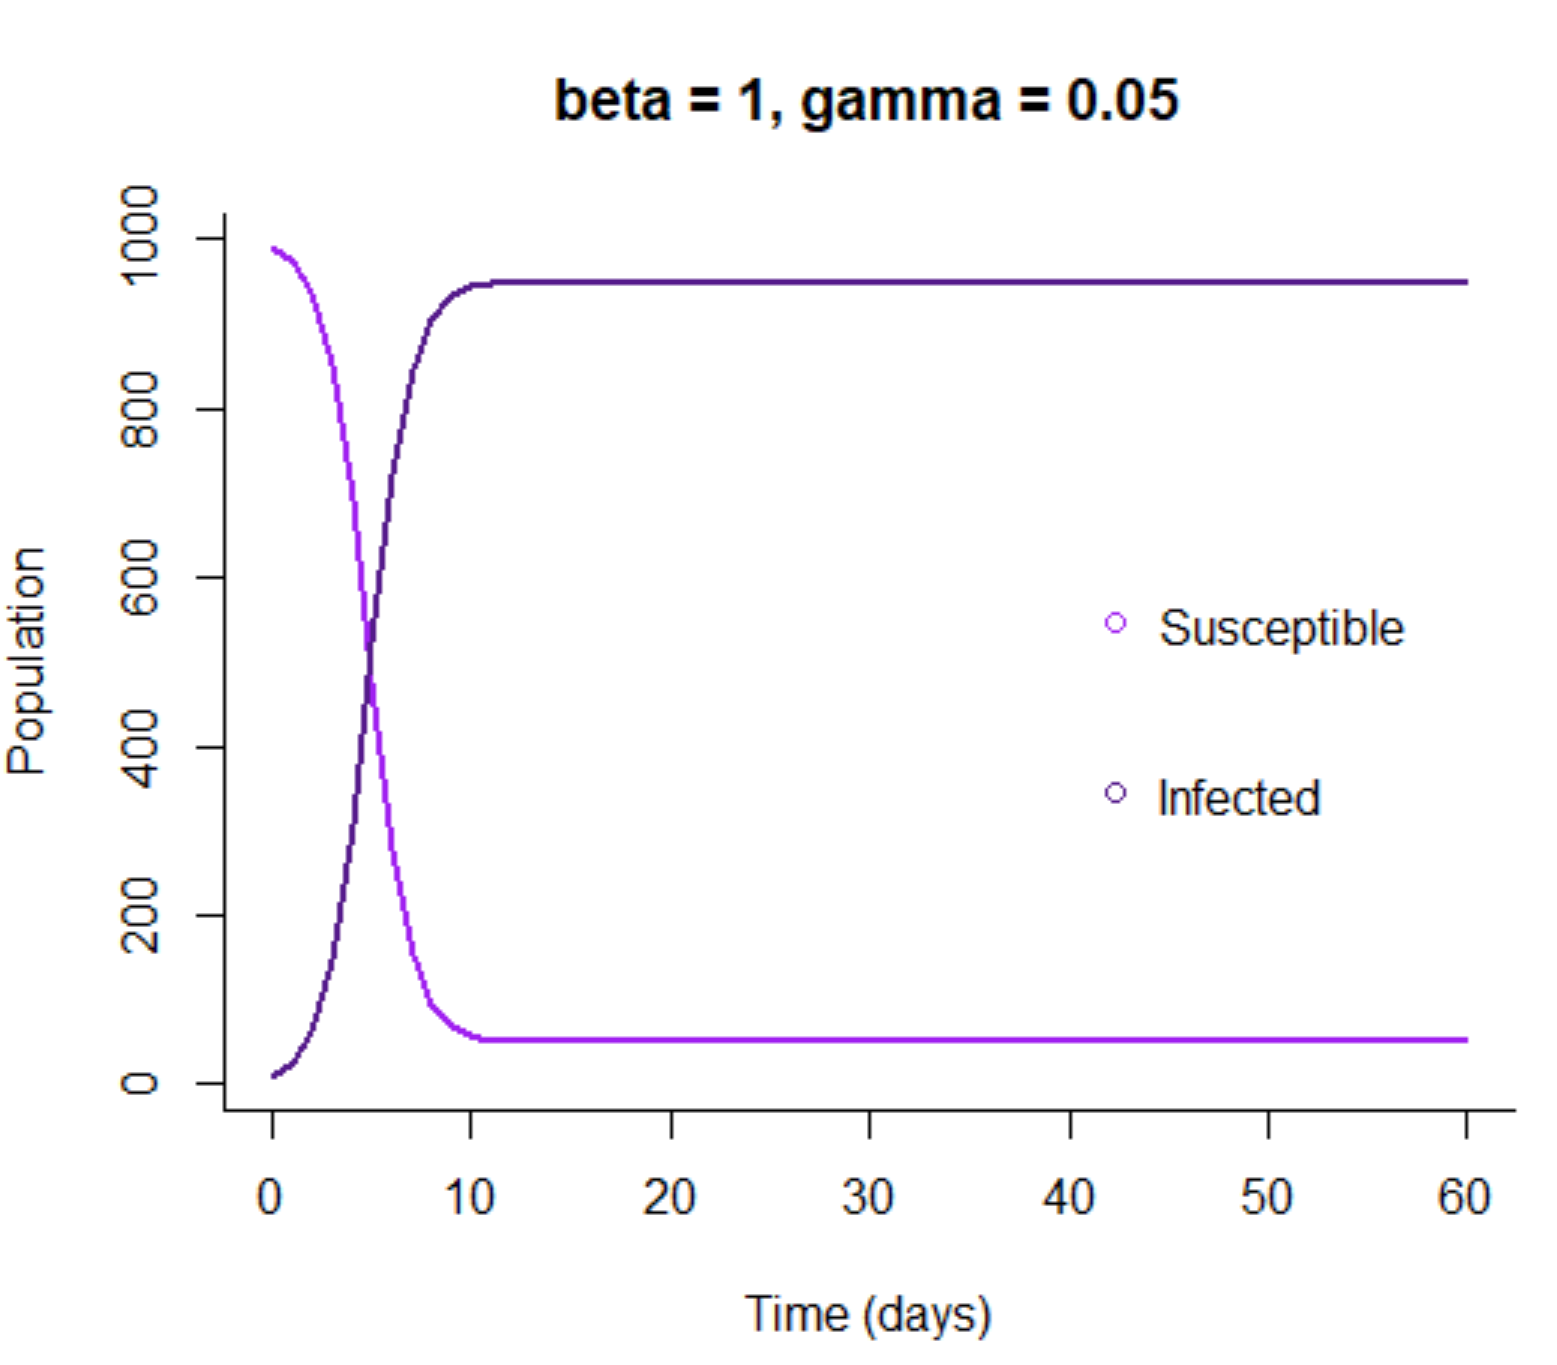 beta = 1, gamma = 0.05
Population
1000
800
600
400
200
0
Susceptible
Infected
0 10 20 30 40 50 60
Time (days)